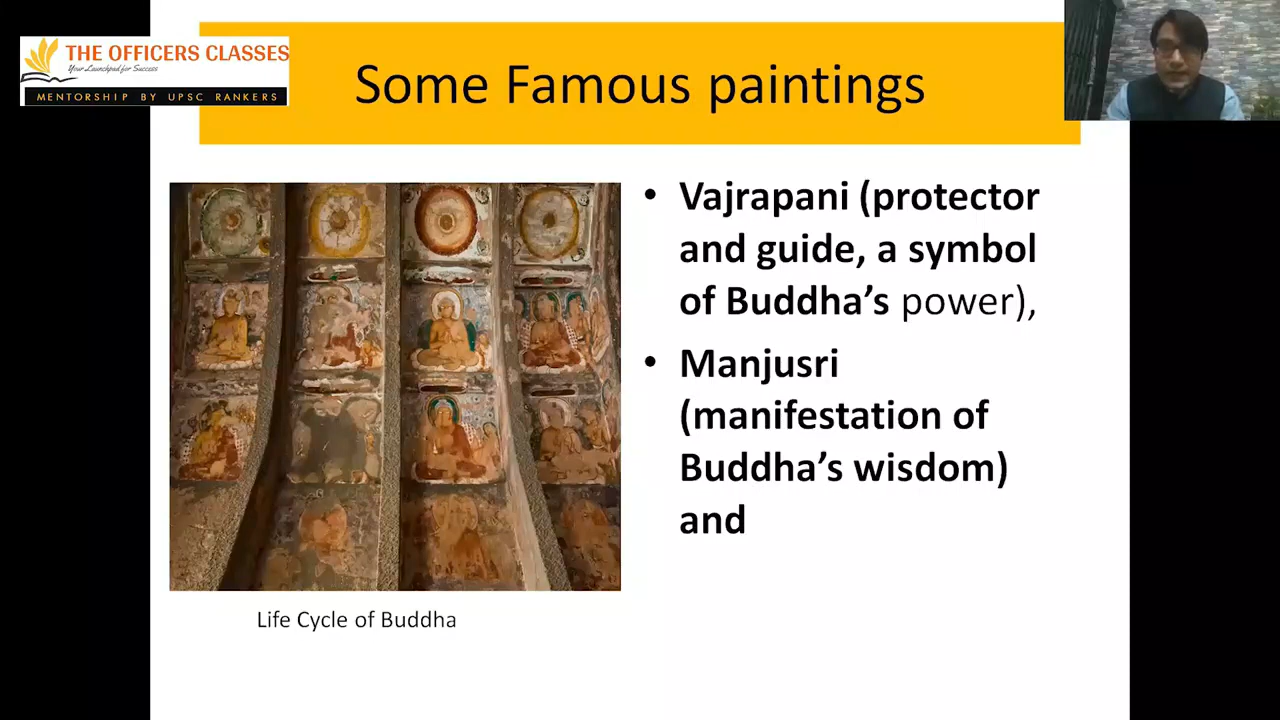 THE OFFICERS CLASSES
Your Launchpad for Success
MENTORSHIP BY UPSC RANKERS
Some Famous paintings
• Vajrapani (protector
and guide, a symbol
of Buddha’s power),
• Manjusri
(manifestation of
Buddha’s wisdom)
and
Life Cycle of Buddha